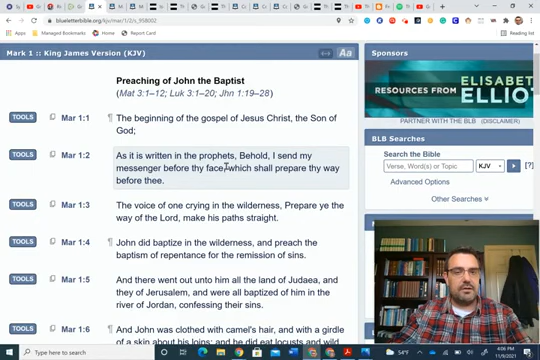 blueletterbible.org/kjv/mar/1/1/s_958002
Apps
YouTube
Managed Bookmarks
Gmail
Home
Reading list
Mark 1 :: King James Version (KJV)
Aa
Preaching of John the Baptist
(Mat 3:1–12; Luk 3:1–20; Jhn 1:19–28)
TOOLS Mar 1:1 ¶ The beginning of the gospel of Jesus Christ, the Son of
God;
TOOLS Mar 1:2 As it is written in the prophets, Behold, I send my
messenger before thy face, which shall prepare thy way
before thee.
TOOLS Mar 1:3 The voice of one crying in the wilderness, Prepare ye the
way of the Lord, make his paths straight.
TOOLS Mar 1:4 ¶ John did baptize in the wilderness, and preach the
baptism of repentance for the remission of sins.
TOOLS Mar 1:5 And there went out unto him all the land of Judaea, and
they of Jerusalem, and were all baptized of him in the
river of Jordan, confessing their sins.
TOOLS Mar 1:6 ¶ And John was clothed with camel's hair, and with a girdle
of a skin about his loins; and he did eat locusts and wild
Sponsors
ELISABET
RESOURCES FROM ELLIO
PARTNER WITH THE BLB (DISCLAIMER)
BLB Searches
Search the Bible
Verse, Word(s) or Topic
KJV
[?]
Advanced Options
Other Searches
Type here to search
54°F
4:06 PM
11/9/2021